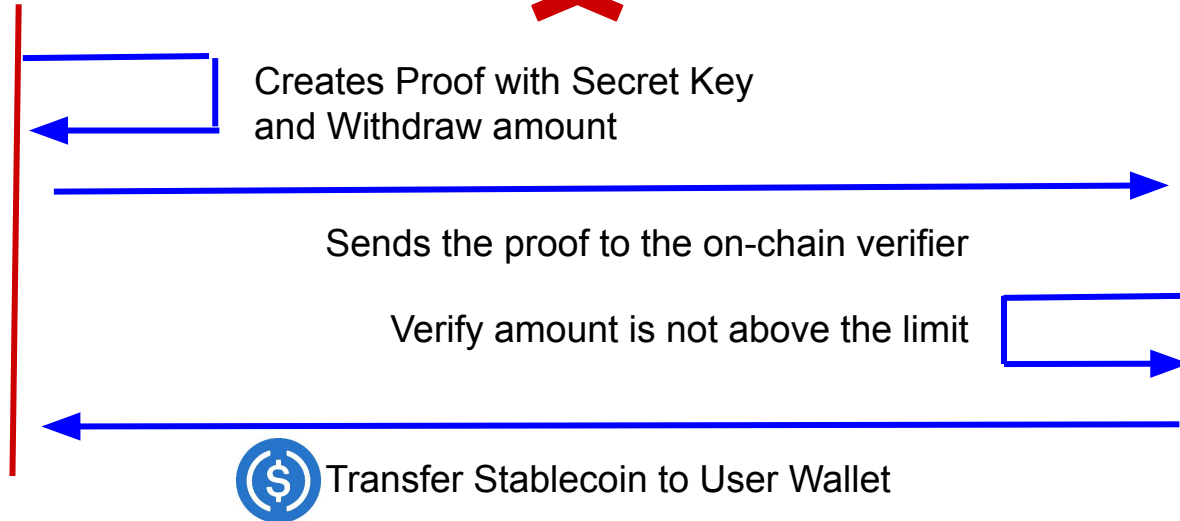 Creates Proof with Secret Key
and Withdraw amount
Sends the proof to the on-chain verifier
Verify amount is not above the limit
$
Transfer Stablecoin to User Wallet